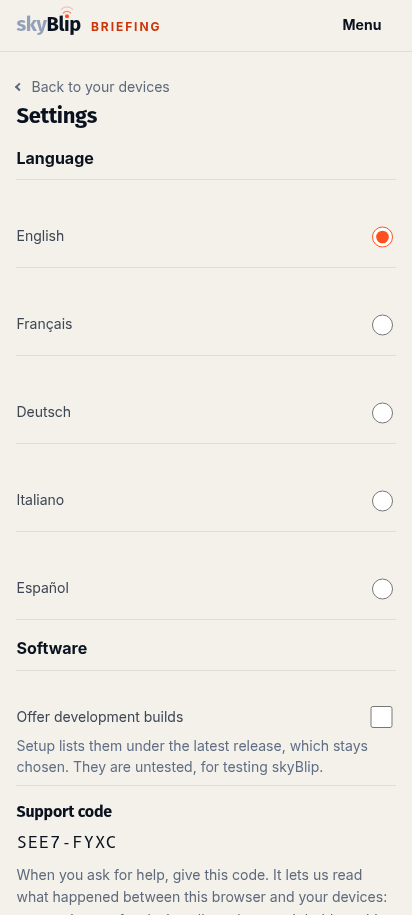 skyBlip BRIEFING
Menu
Back to your devices
Settings
Language
English
Français
Deutsch
Italiano
Español
Software
Offer development builds
Setup lists them under the latest release, which stays
chosen. They are untested, for testing skyBlip.
Support code
SEE7-FYXC
When you ask for help, give this code. It lets us read
what happened between this browser and your devices: